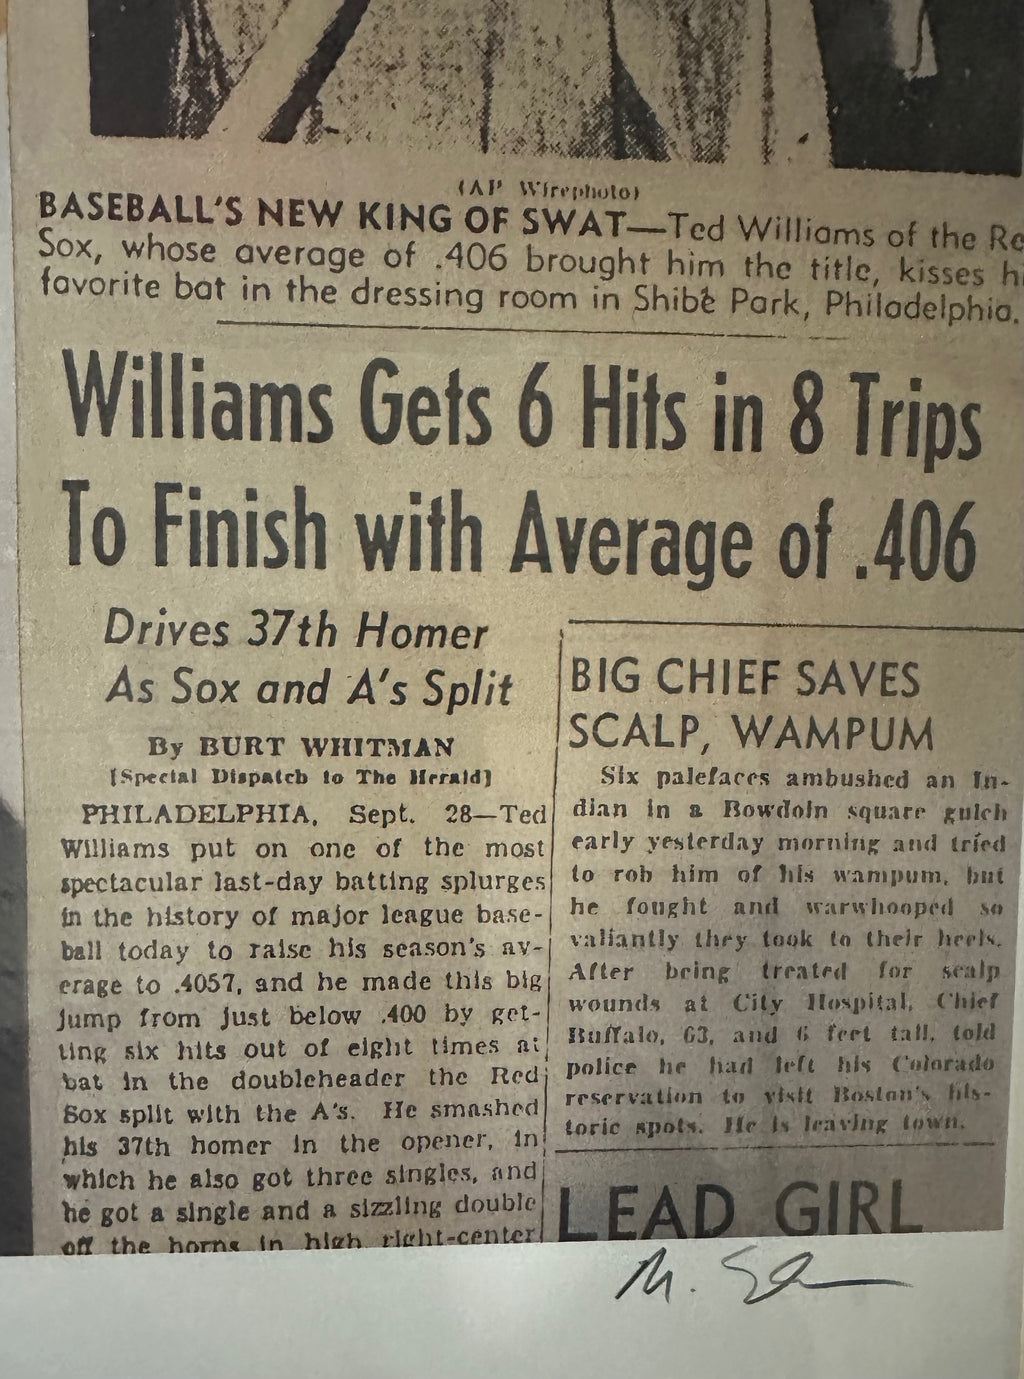 (AP Wirephoto)
BASEBALL'S NEW KING OF SWAT—Ted Williams of the Re
Sox, whose average of .406 brought him the title, kisses hi
favorite bat in the dressing room in Shibe Park, Philadelphia.
Williams Gets 6 Hits in 8 Trips
To Finish with Average of .406
Drives 37th Homer
As Sox and A's Split
By BURT WHITMAN
[Special Dispatch to The Herald]
PHILADELPHIA, Sept. 28—Ted
Williams put on one of the most
spectacular last-day batting splurges
in the history of major league base-
ball today to raise his season's av-
erage to .4057, and he made this big
jump from just below .400 by get-
ting six hits out of eight times at
bat in the doubleheader the Red
Sox split with the A's. He smashed
his 37th homer in the opener, in
which he also got three singles, and
he got a single and a sizzling double
off the horns in high right-center
BIG CHIEF SAVES
SCALP, WAMPUM
Six palefaces ambushed an In-
dian in a Bowdoin square gulch
early yesterday morning and tried
to rob him of his wampum, but
he fought and warwhooped so
valiantly they took to their heels.
After being treated for scalp
wounds at City Hospital, Chief
Buffalo, 63, and 6 feet tall, told
police he had left his Colorado
reservation to visit Boston's his-
toric spots. He is leaving town.
LEAD GIRL